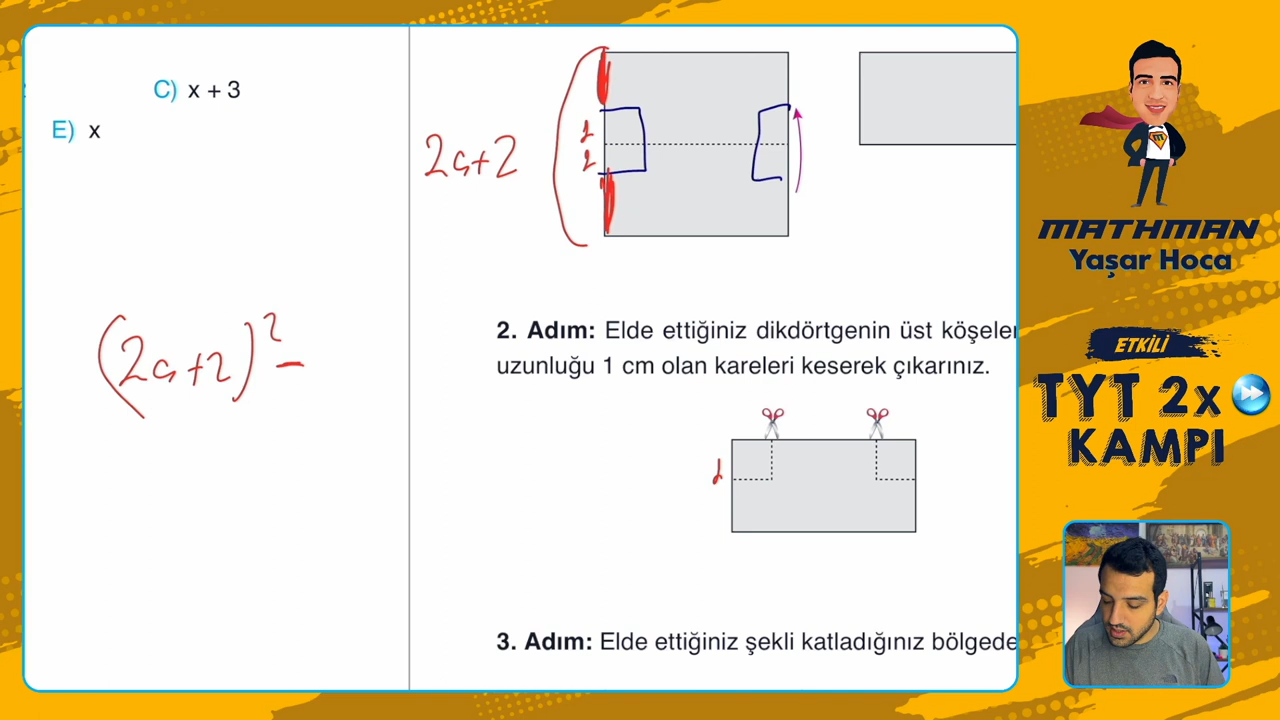 C) x + 3
E) x
2a+2
1
1
(2a+2)² –
2. Adım: Elde ettiğiniz dikdörtgenin üst köşeler
uzunluğu 1 cm olan kareleri keserek çıkarınız.
1
3. Adım: Elde ettiğiniz şekli katladığınız bölgede
MATHMAN
Yaşar Hoca
ETKİLİ
TYT 2x
KAMPI